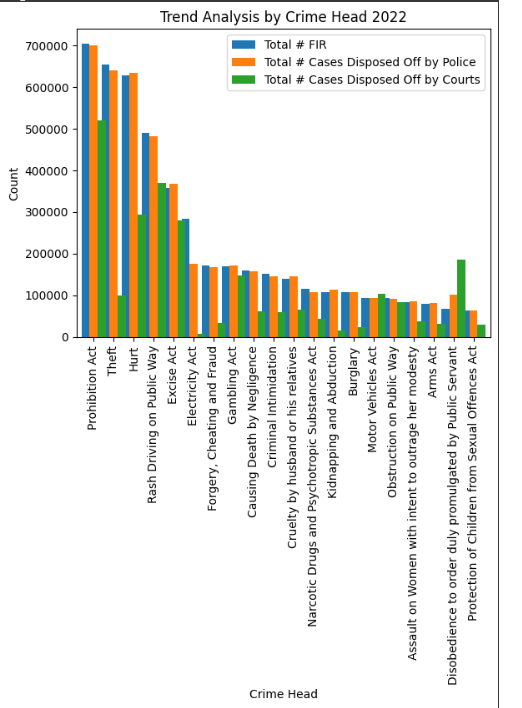 Trend Analysis by Crime Head 2022
Total # FIR
Total # Cases Disposed Off by Police
Total # Cases Disposed Off by Courts
Count
700000
600000
500000
400000
300000
200000
100000
0
Prohibition Act
Theft
Hurt
Rash Driving on Public Way
Excise Act
Electricity Act
Forgery, Cheating and Fraud
Gambling Act
Causing Death by Negligence
Criminal Intimidation
Cruelty by husband or his relatives
Narcotic Drugs and Psychotropic Substances Act
Kidnapping and Abduction
Burglary
Motor Vehicles Act
Obstruction on Public Way
Assault on Women with intent to outrage her modesty
Arms Act
Disobedience to order duly promulgated by Public Servant
Protection of Children from Sexual Offences Act
Crime Head